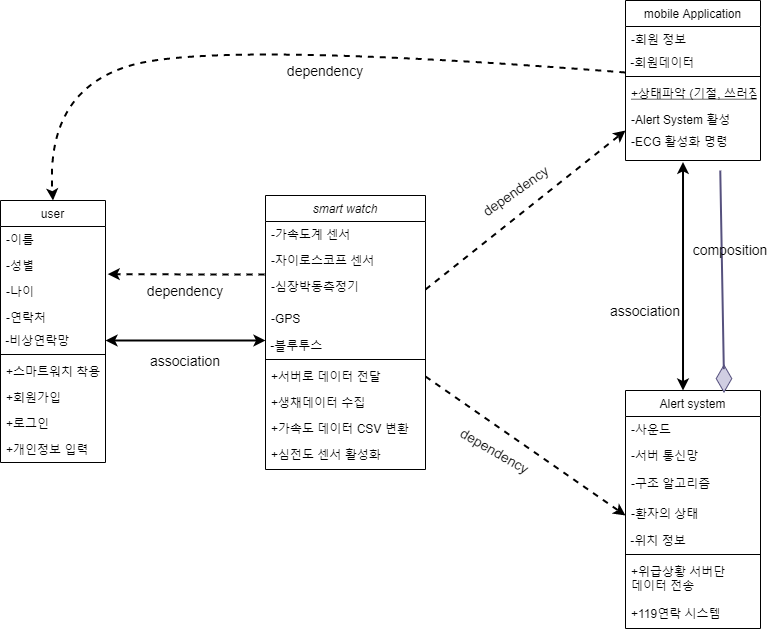 mobile Application
-회원 정보
-회원데이터
+상태파악 (기절, 쓰러짐
-Alert System 활성
-ECG 활성화 명령
dependency
dependency
user
-이름
-성별
-나이
-연락처
-비상연락망
+스마트워치 착용
+회원가입
+로그인
+개인정보 입력
dependency
association
smart watch
-가속도계 센서
-자이로스코프 센서
-심장박동측정기
-GPS
-블루투스
+서버로 데이터 전달
+생채데이터 수집
+가속도 데이터 CSV 변환
+심전도 센서 활성화
dependency
composition
association
Alert system
-사운드
-서버 통신망
-구조 알고리즘
-환자의 상태
-위치 정보
+위급상황 서버단
데이터 전송
+119연락 시스템